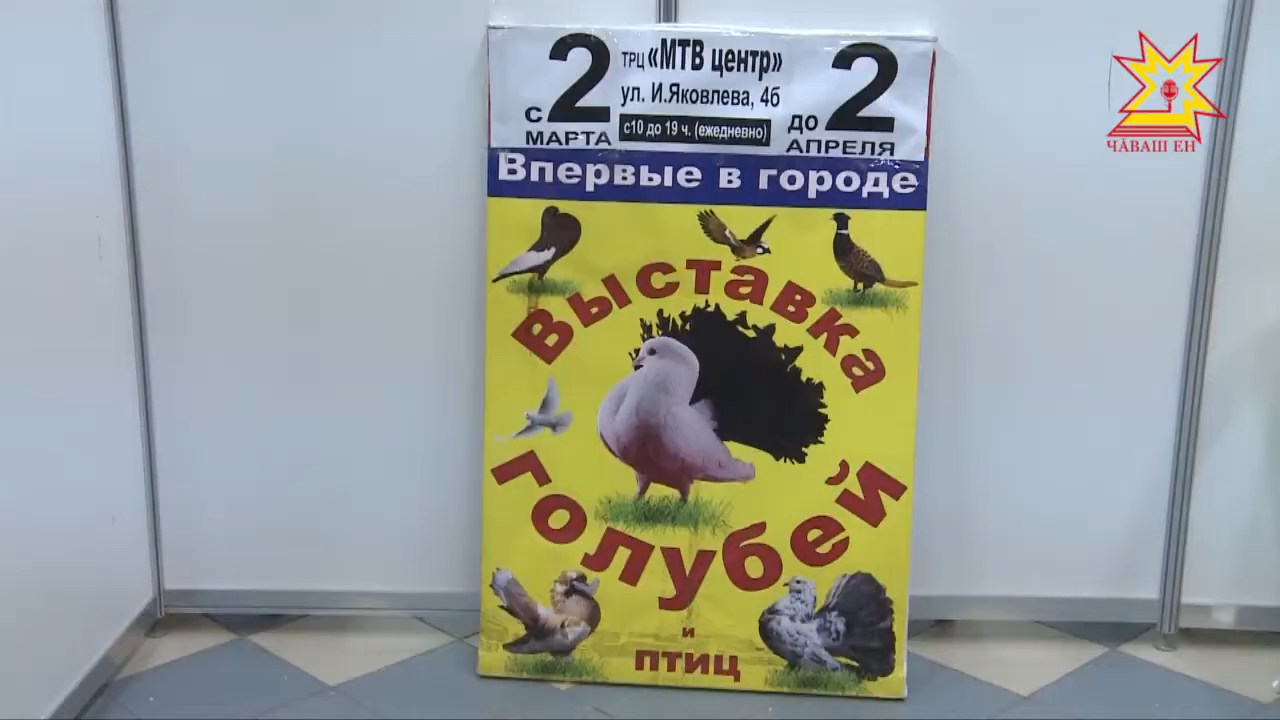 с 2 МАРТА
ТРЦ «МТВ центр»
ул. И.Яковлева, 4б
с10 до 19 ч. (ежедневно)
до 2 АПРЕЛЯ
Впервые в городе
Выставка
голубей
и
птиц
ЧӐВАШ ЕН